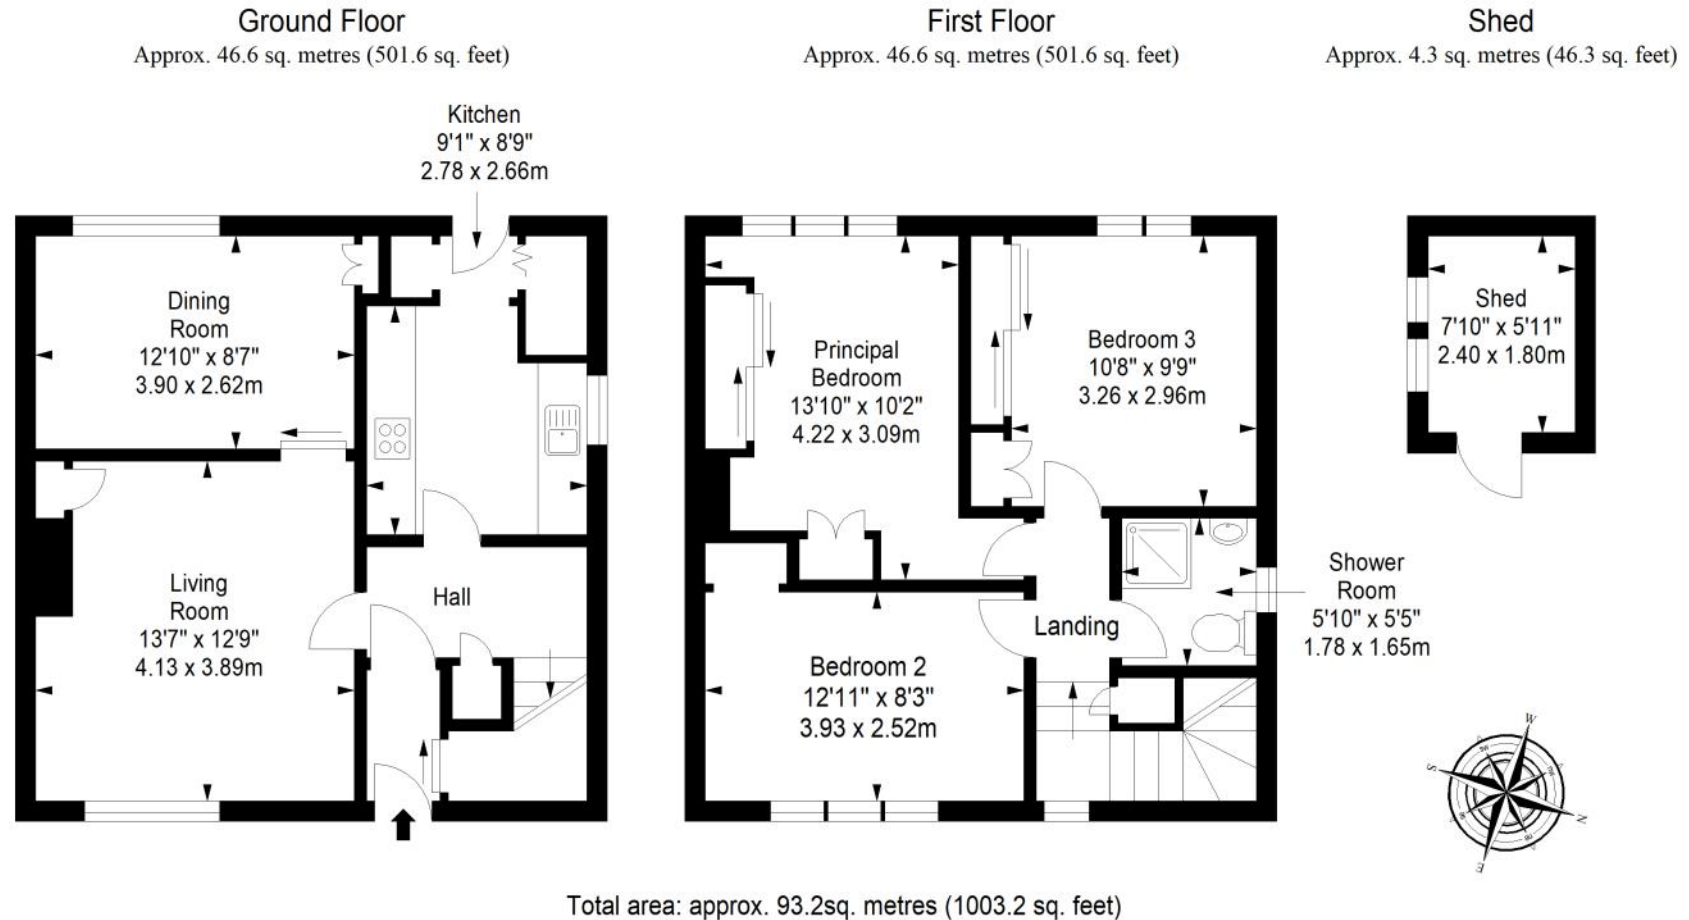 Ground Floor
Approx. 46.6 sq. metres (501.6 sq. feet)
First Floor
Approx. 46.6 sq. metres (501.6 sq. feet)
Shed
Approx. 4.3 sq. metres (46.3 sq. feet)
Kitchen
9'1" x 8'9"
2.78 x 2.66m
Dining
Room
12'10" x 8'7"
3.90 x 2.62m
Living
Room
13'7" x 12'9"
4.13 x 3.89m
Hall
Principal
Bedroom
13'10" x 10'2"
4.22 x 3.09m
Bedroom 3
10'8" x 9'9"
3.26 x 2.96m
Shower
Room
5'10" x 5'5"
1.78 x 1.65m
Landing
Bedroom 2
12'11" x 8'3"
3.93 x 2.52m
Shed
7'10" x 5'11"
2.40 x 1.80m
W
S
N
E
Total area: approx. 93.2sq. metres (1003.2 sq. feet)